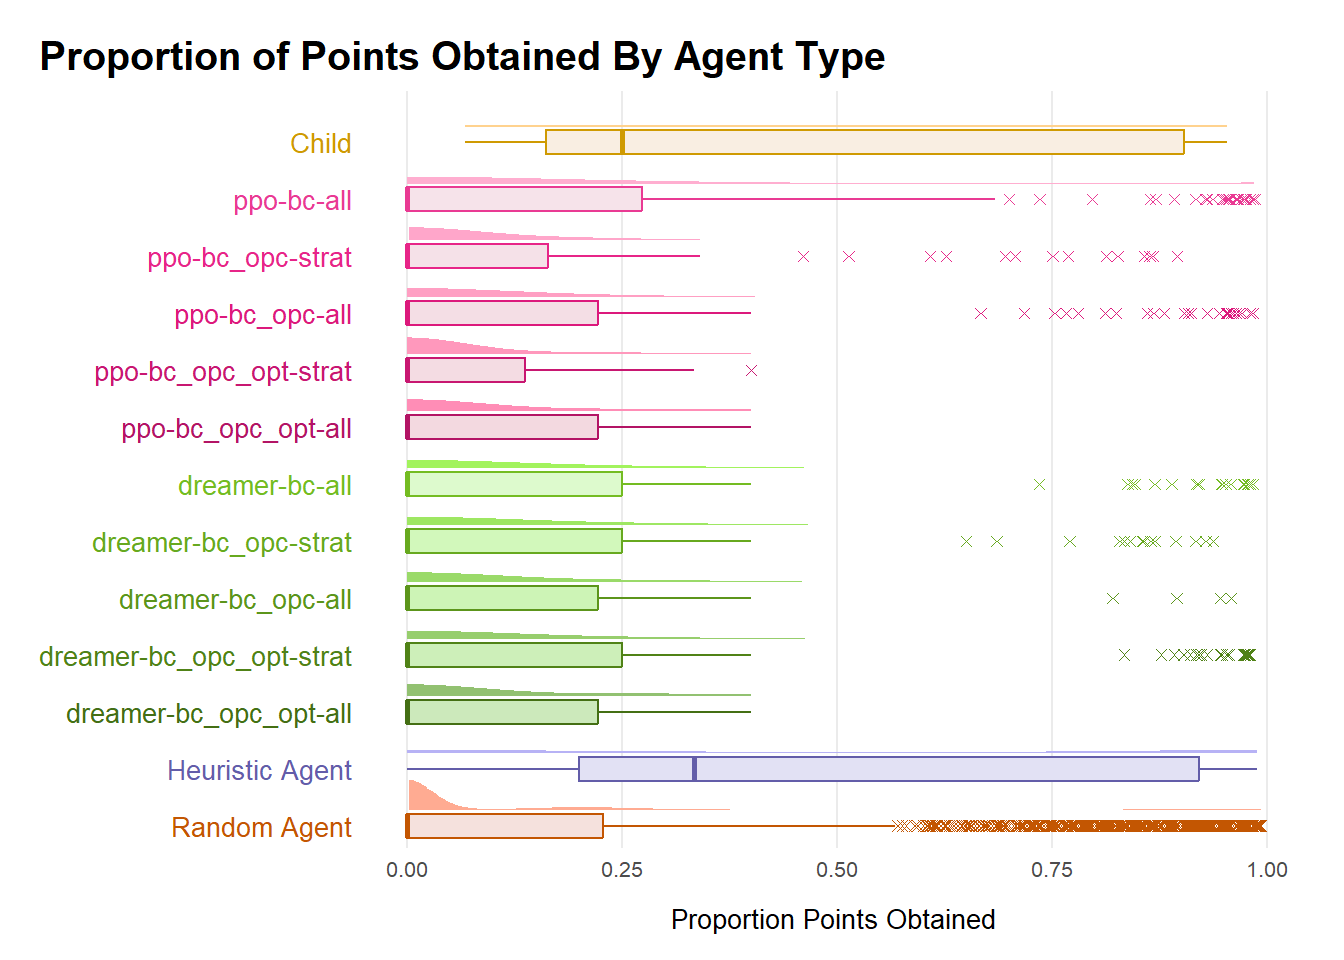 Proportion of Points Obtained By Agent Type
Child
ppo-bc-all
ppo-bc_opc-strat
ppo-bc_opc-all
ppo-bc_opc_opt-strat
ppo-bc_opc_opt-all
dreamer-bc-all
dreamer-bc_opc-strat
dreamer-bc_opc-all
dreamer-bc_opc_opt-strat
dreamer-bc_opc_opt-all
Heuristic Agent
Random Agent
0.00 0.25 0.50 0.75 1.00
Proportion Points Obtained